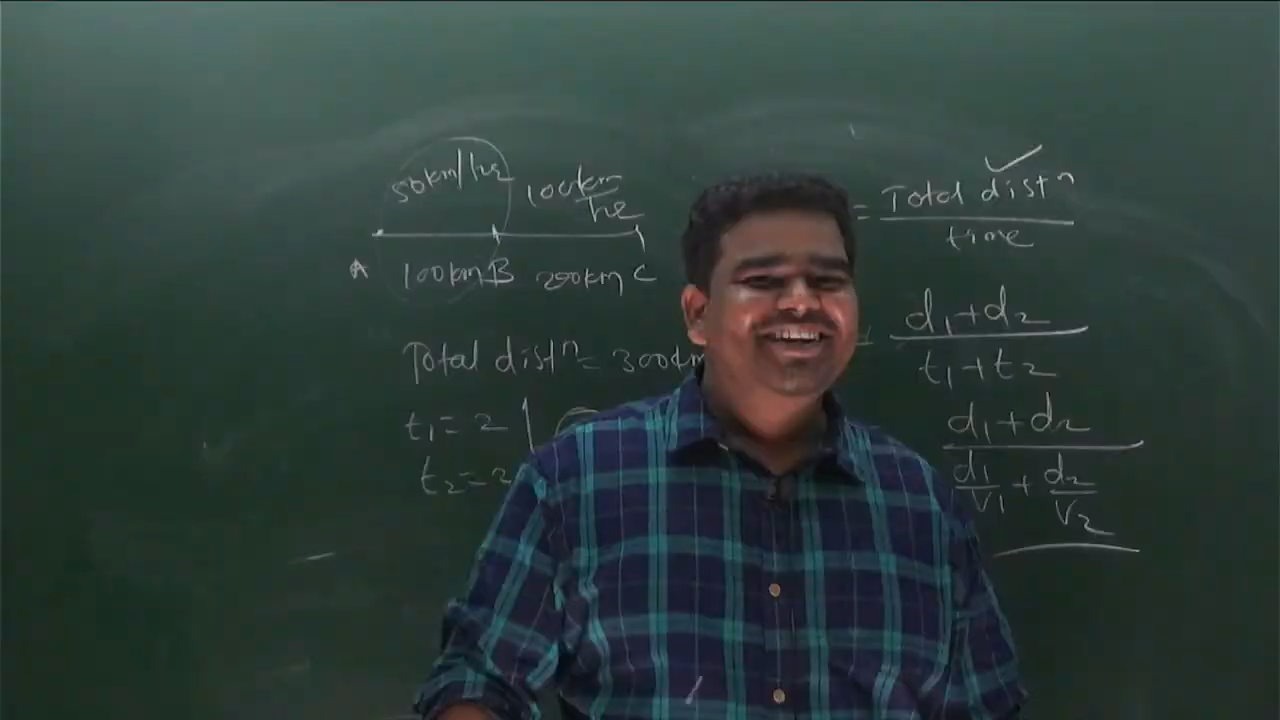 50km/hr 100km/hr
A 100km B 200km C
Total distⁿ = 300km
t₁ = 2
t₂ = 2
= Total distⁿ / time
= d₁+d₂ / t₁+t₂
d₁+d₂ / d₁/V₁ + d₂/V₂